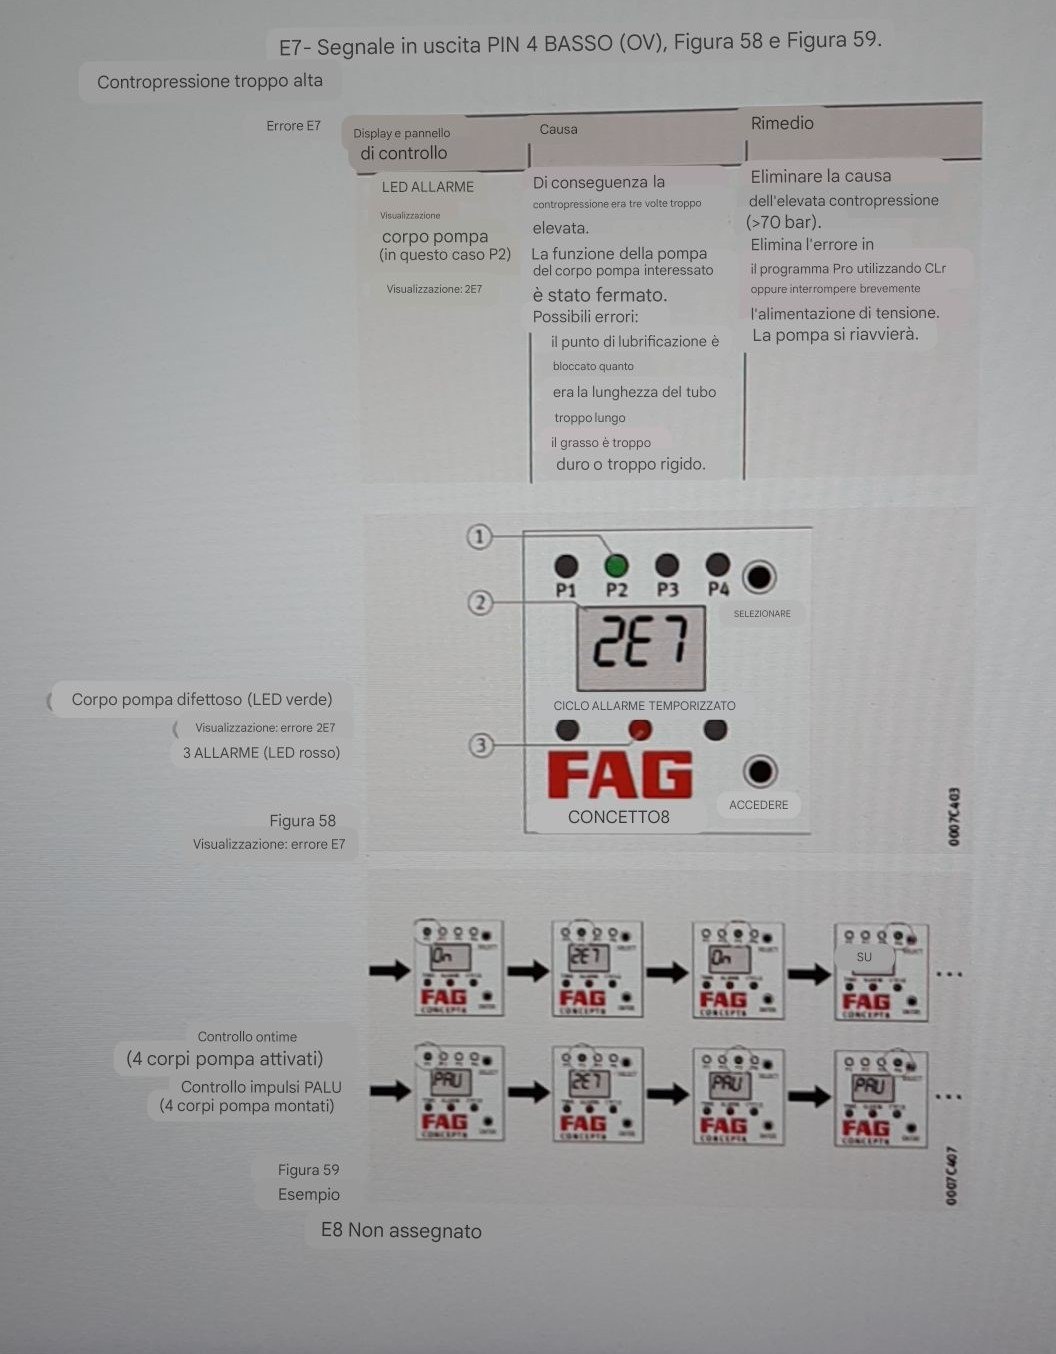 E7- Segnale in uscita PIN 4 BASSO (OV), Figura 58 e Figura 59.
Contropressione troppo alta
Errore E7
Display e pannello
di controllo
Causa
Rimedio
LED ALLARME
Visualizzazione
corpo pompa
(in questo caso P2)
Visualizzazione: 2E7
Di conseguenza la
contropressione era tre volte troppo
elevata.
La funzione della pompa
del corpo pompa interessato
è stato fermato.
Possibili errori:
il punto di lubrificazione è
bloccato quanto
era la lunghezza del tubo
troppo lungo
il grasso è troppo
duro o troppo rigido.
Eliminare la causa
dell'elevata contropressione
(>70 bar).
Elimina l'errore in
il programma Pro utilizzando CLr
oppure interrompere brevemente
l'alimentazione di tensione.
La pompa si riavvierà.
1
P1 P2 P3 P4
2
SELEZIONARE
2E7
CICLO ALLARME TEMPORIZZATO
3
FAG
CONCETTO8
ACCEDERE
Corpo pompa difettoso (LED verde)
Visualizzazione: errore 2E7
3 ALLARME (LED rosso)
Figura 58
Visualizzazione: errore E7
0007C403
On 2E7 On SU
FAG FAG FAG FAG
CONCEPT8 CONCEPT8 CONCEPT8 CONCEPT8
Controllo ontime
(4 corpi pompa attivati)
Controllo impulsi PALU
(4 corpi pompa montati)
PAU 2E7 PAU PAU
FAG FAG FAG FAG
CONCEPT8 CONCEPT8 CONCEPT8 CONCEPT8
0007C407
Figura 59
Esempio
E8 Non assegnato